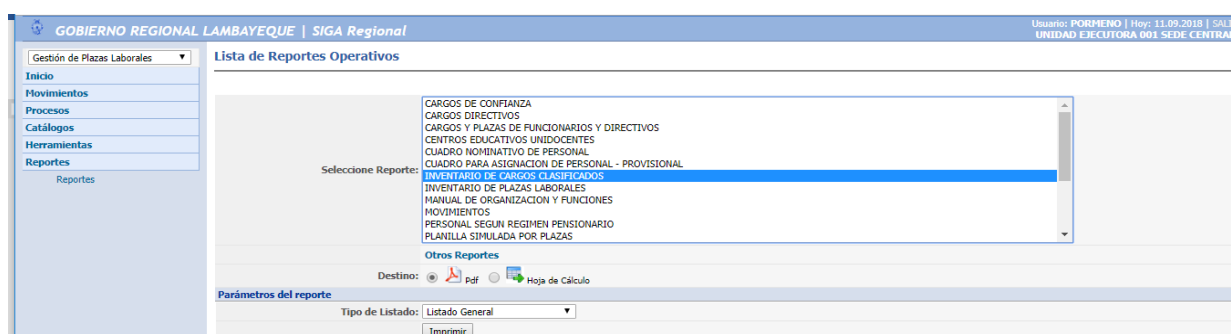 GOBIERNO REGIONAL LAMBAYEQUE | SIGA Regional
Usuario: PORMENO | Hoy: 11.09.2018 |
UNIDAD EJECUTORA 001 SEDE CENTRAL
Gestión de Plazas Laborales
Lista de Reportes Operativos
Inicio
Movimientos
Procesos
Catálogos
Herramientas
Reportes
Reportes
Seleccione Reporte:
CARGOS DE CONFIANZA
CARGOS DIRECTIVOS
CARGOS Y PLAZAS DE FUNCIONARIOS Y DIRECTIVOS
CENTROS EDUCATIVOS UNIDOCENTES
CUADRO NOMINATIVO DE PERSONAL
CUADRO PARA ASIGNACION DE PERSONAL - PROVISIONAL
INVENTARIO DE CARGOS CLASIFICADOS
INVENTARIO DE PLAZAS LABORALES
MANUAL DE ORGANIZACION Y FUNCIONES
MOVIMIENTOS
PERSONAL SEGUN REGIMEN PENSIONARIO
PLANILLA SIMULADA POR PLAZAS
Otros Reportes
Destino: Pdf Hoja de Cálculo
Parámetros del reporte
Tipo de Listado: Listado General
Imprimir